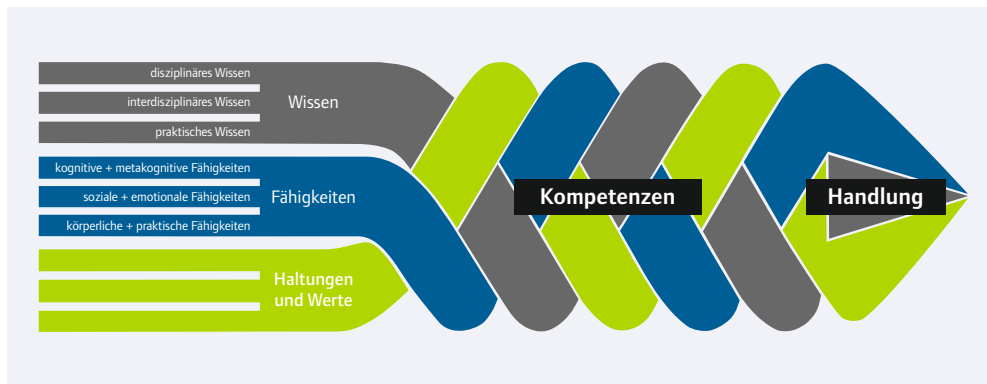 disziplinäres Wissen
interdisziplinäres Wissen
praktisches Wissen
Wissen
kognitive + metakognitive Fähigkeiten
soziale + emotionale Fähigkeiten
körperliche + praktische Fähigkeiten
Fähigkeiten
Haltungen
und Werte
Kompetenzen
Handlung